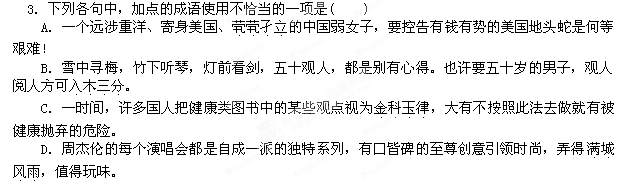 3. 下列各句中，加点的成语使用不恰当的一项是(　　)
A. 一个远涉重洋、寄身美国、茕茕孑立的中国弱女子，要控告有钱有势的美国地头蛇是何等
艰难！
B. 雪中寻梅，竹下听琴，灯前看剑，五十观人，都是别有心得。也许要五十岁的男子，观人
阅人方可入木三分。
C. 一时间，许多国人把健康类图书中的某些观点视为金科玉律，大有不按照此法去做就有被
健康抛弃的危险。
D. 周杰伦的每个演唱会都是自成一派的独特系列，有口皆碑的至尊创意引领时尚，弄得满城
风雨，值得玩味。